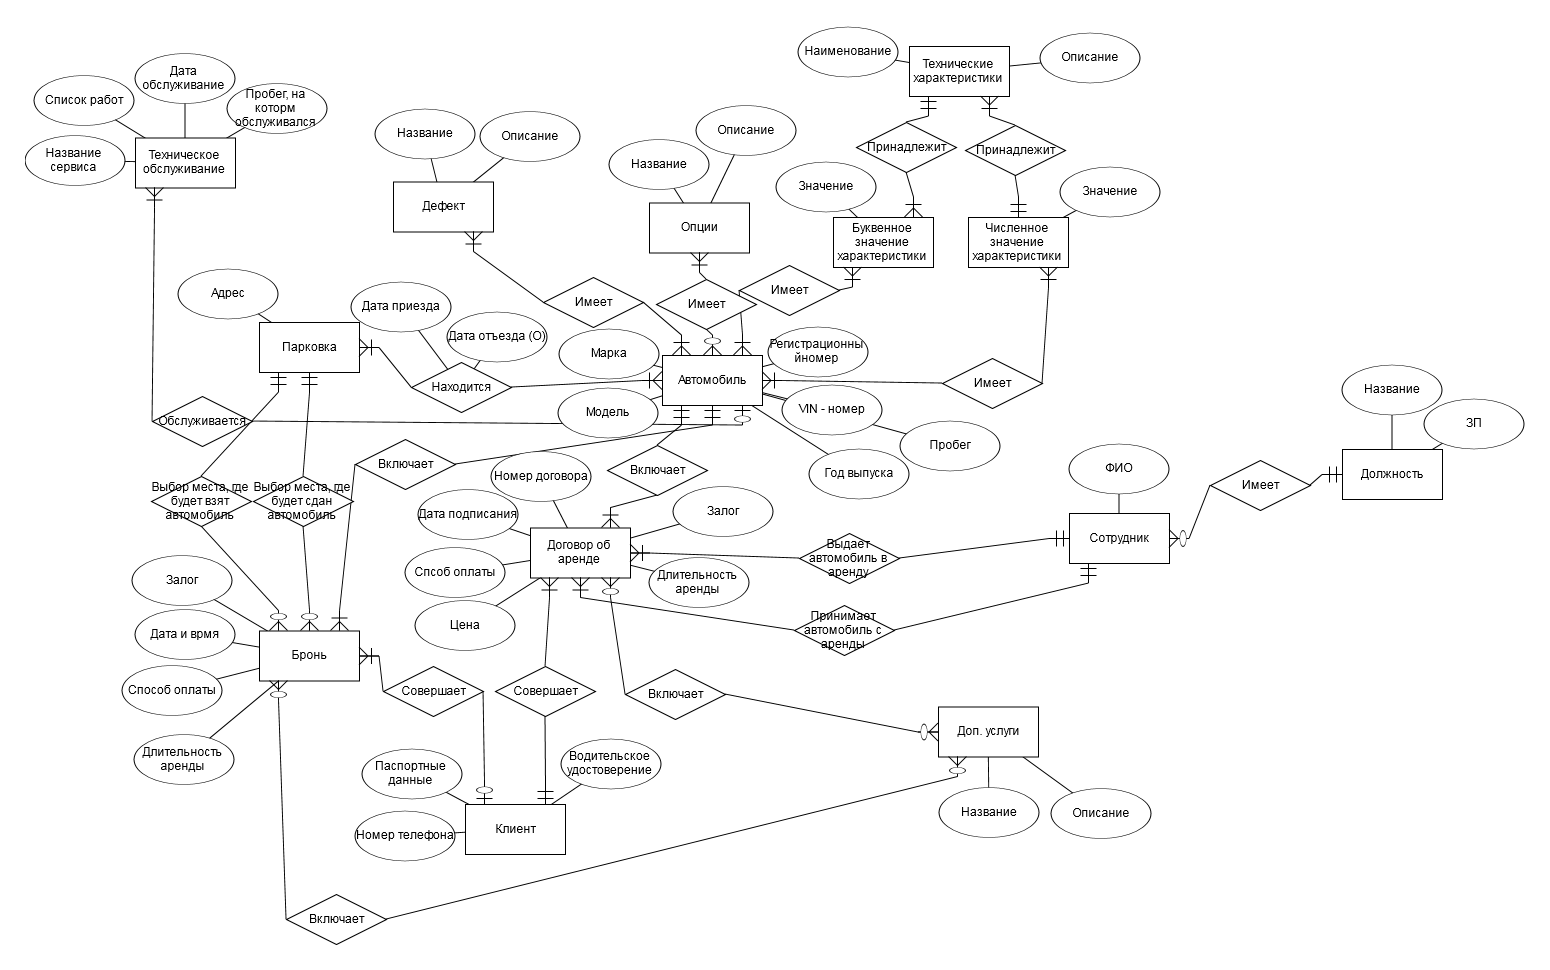 Наименование
Технические
характеристики
Описание
Дата
обслуживание
Список работ
Пробег, на
котрм
обслуживался
Название
сервиса
Техническое
обслуживание
Название
Описание
Дефект
Название
Описание
Опции
Принадлежит
Принадлежит
Значение
Значение
Буквенное
значение
характеристики
Численное
значение
характеристики
Адрес
Парковка
Дата приезда
Дата отъезда (О)
Находится
Имеет
Имеет
Имеет
Имеет
Марка
Модель
Автомобиль
Регистрационны
йномер
VIN - номер
Пробег
Год выпуска
Обслуживается
Включает
Включает
Выбор места, где
будет взят
автомобиль
Выбор места, где
будет сдан
автомобиль
Номер договора
Дата подписания
Спсоб оплаты
Цена
Договор об
аренде
Залог
Длительность
аренды
Выдает
автомобиль в
аренду
Принимает
автомобиль с
аренды
ФИО
Сотрудник
Имеет
Название
ЗП
Должность
Залог
Дата и врмя
Способ оплаты
Длительность
аренды
Бронь
Совершает
Совершает
Включает
Доп. услуги
Название
Описание
Паспортные
данные
Водительское
удостоверение
Номер телефона
Клиент
Включает